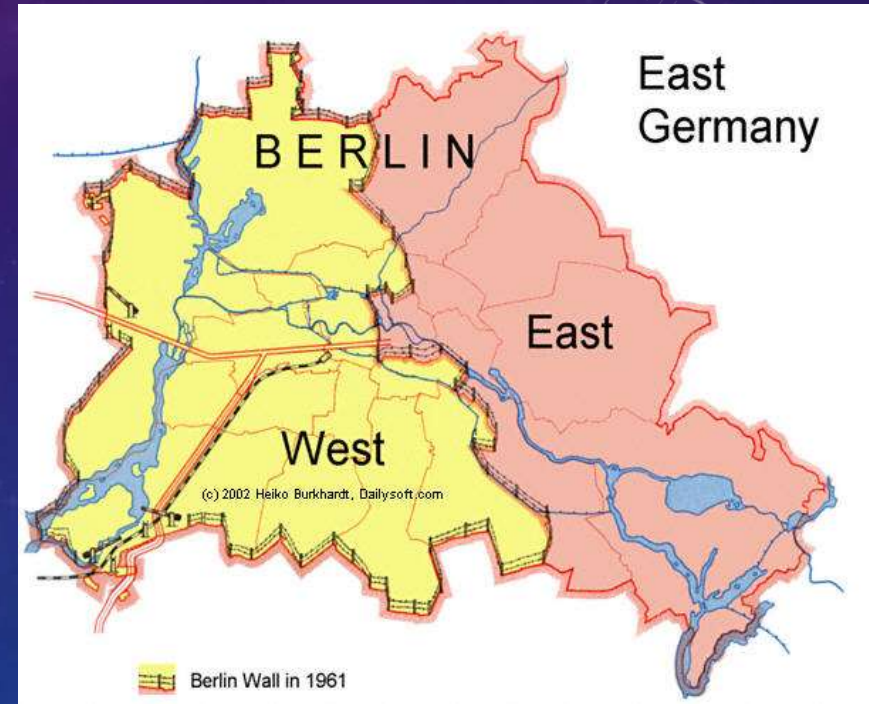 East
Germany
BERLIN
East
West
(c) 2002 Heiko Burkhardt, Dailysoft.com
Berlin Wall in 1961